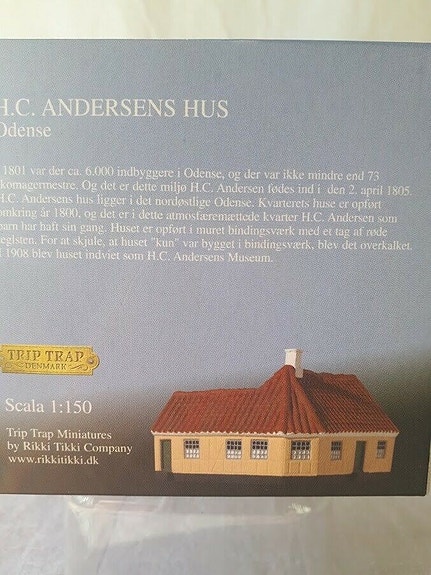 H.C. ANDERSENS HUS
Odense
I 1801 var der ca. 6.000 indbyggere i Odense, og der var ikke mindre end 73
komagermestre. Og det er dette miljø H.C. Andersen fødes ind i den 2. april 1805.
H.C. Andersens hus ligger i det nordøstlige Odense. Kvarterets huse er opført
omkring år 1800, og det er i dette atmosfæremættede kvarter H.C. Andersen som
barn har haft sin gang. Huset er opført i muret bindingsværk med et tag af røde
teglsten. For at skjule, at huset "kun" var bygget i bindingsværk, blev det overkalket.
I 1908 blev huset indviet som H.C. Andersens Museum.
TRIP TRAP
DENMARK
Scala 1:150
Trip Trap Miniatures
by Rikki Tikki Company
www.rikkitikki.dk